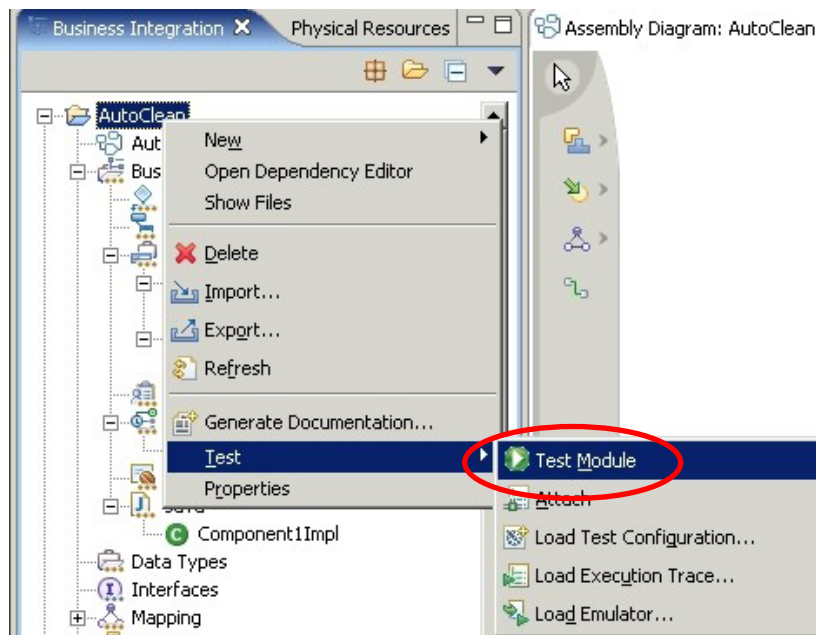 Business Integration
Physical Resources
Assembly Diagram: AutoClean
AutoClean
Aut
Bus
New
Open Dependency Editor
Show Files
Delete
Import...
Export...
Refresh
Generate Documentation...
Test
Properties
Test Module
Attach
Load Test Configuration...
Load Execution Trace...
Load Emulator...
Java
Component1Impl
Data Types
Interfaces
Mapping